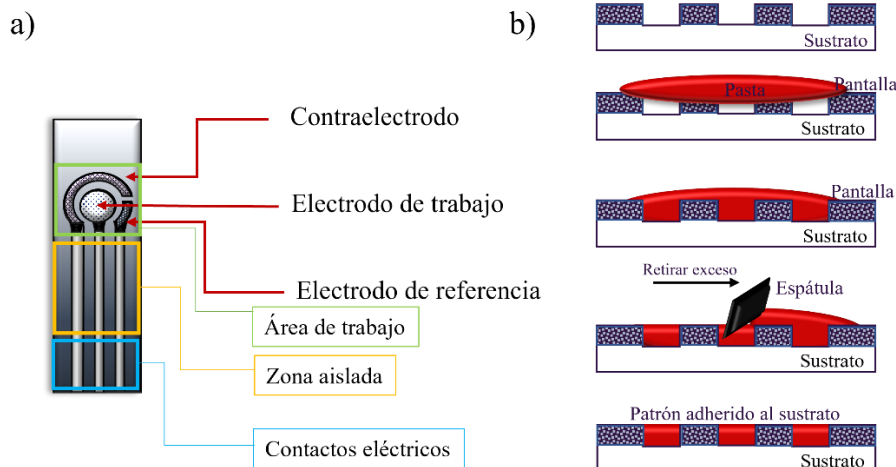 a)
Contraelectrodo
Electrodo de trabajo
Electrodo de referencia
Área de trabajo
Zona aislada
Contactos eléctricos
b)
Sustrato
Pasta
Pantalla
Sustrato
Pantalla
Sustrato
Retirar exceso
Espátula
Sustrato
Patrón adherido al sustrato
Sustrato